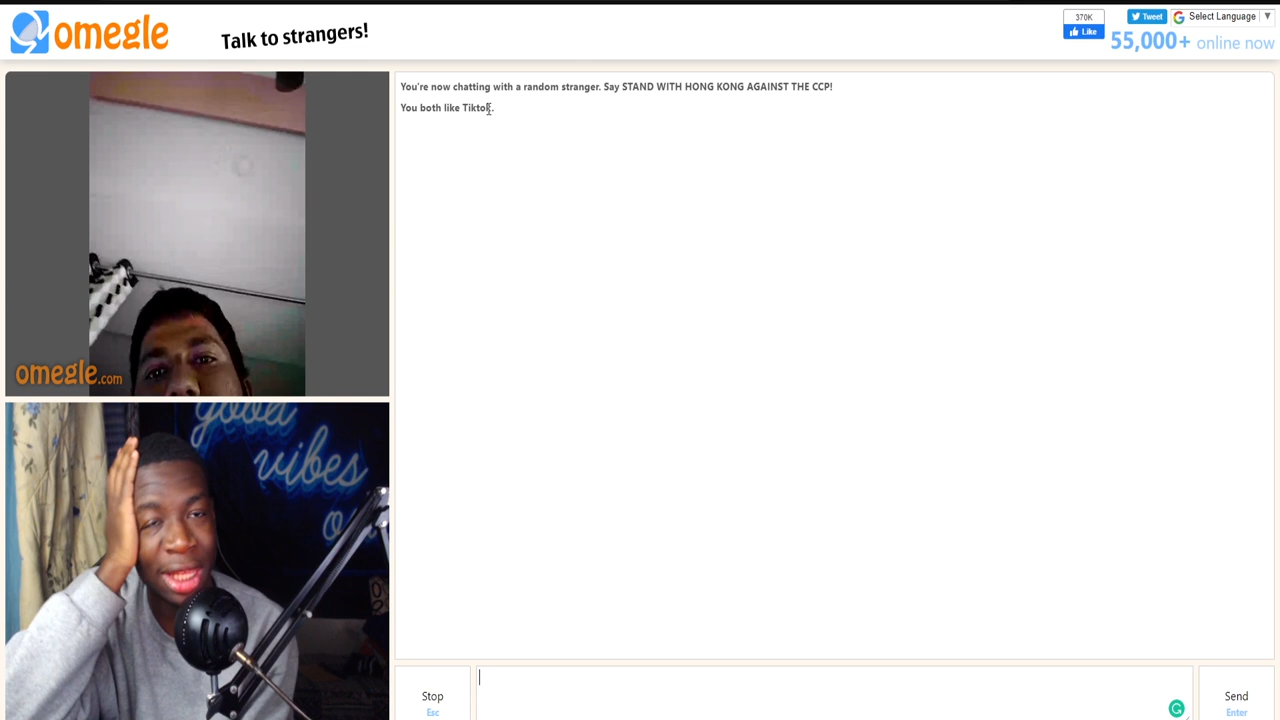 omegle
Talk to strangers!
370K
Like
Tweet
Select Language
55,000+ online now
You're now chatting with a random stranger. Say STAND WITH HONG KONG AGAINST THE CCP!
You both like Tiktok.
omegle.com
good
vibes
Stop
Esc
Send
Enter